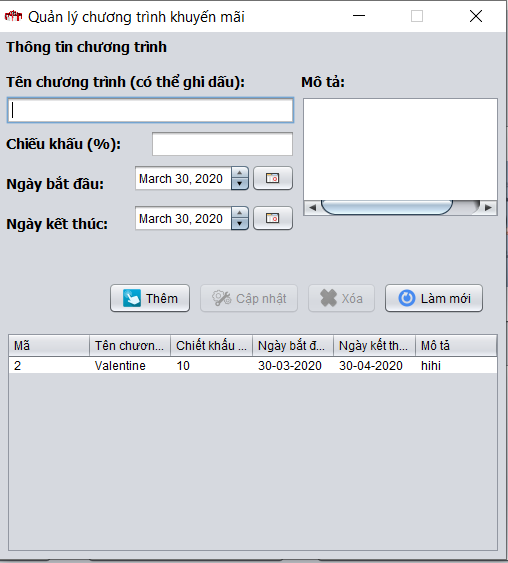 Quản lý chương trình khuyến mãi
Thông tin chương trình
Tên chương trình (có thể ghi dấu):
Mô tả:
Chiếu khấu (%):
Ngày bắt đầu:
March 30, 2020
Ngày kết thúc:
March 30, 2020
Thêm
Cập nhật
Xóa
Làm mới
Mã Tên chươn... Chiết khấu ... Ngày bắt đ... Ngày kết th... Mô tả
2 Valentine 10 30-03-2020 30-04-2020 hihi